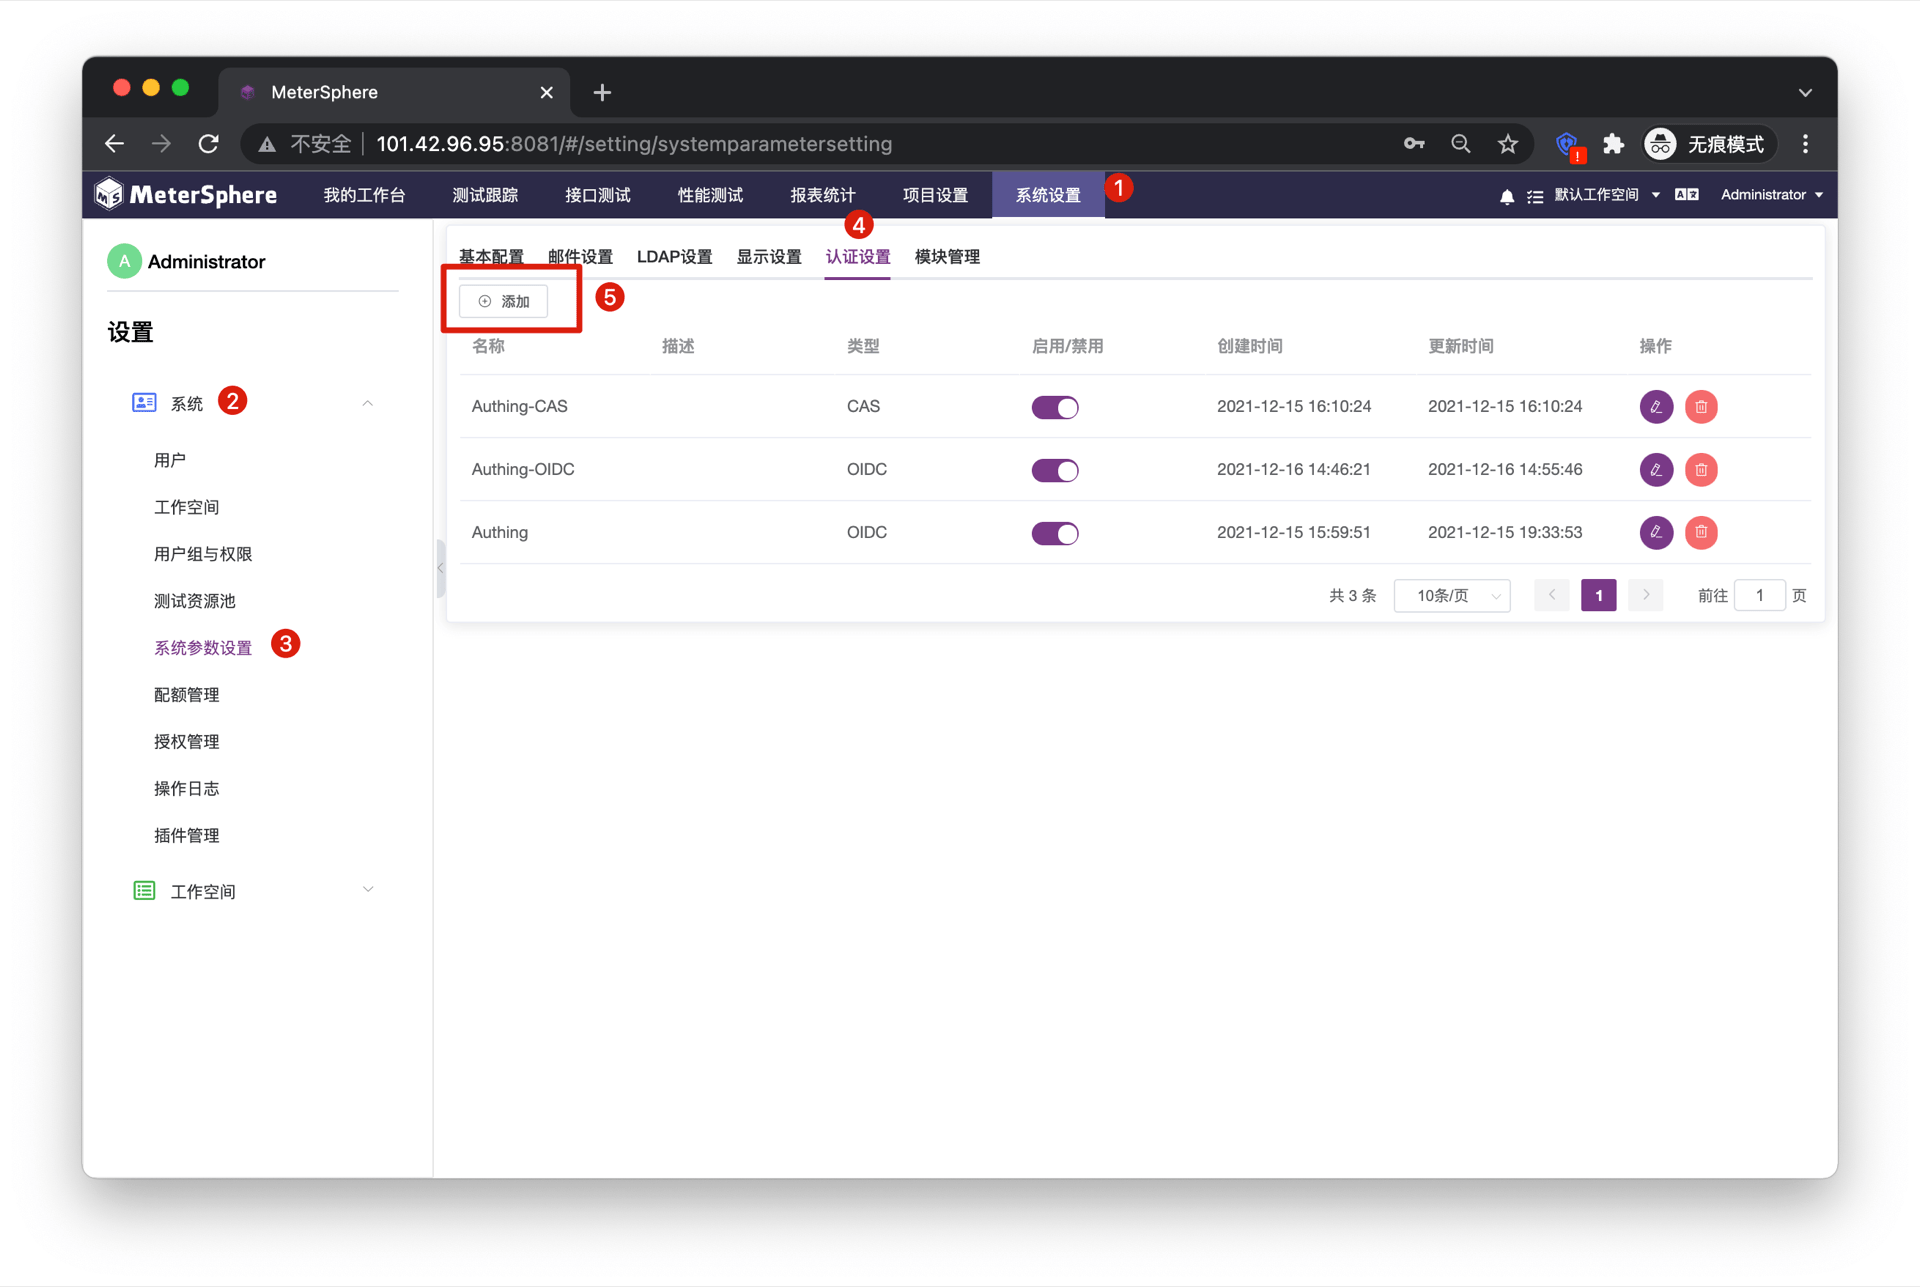 MeterSphere
不安全 101.42.96.95:8081/#/setting/systemparametersetting
无痕模式
MeterSphere 我的工作台 测试跟踪 接口测试 性能测试 报表统计 项目设置 系统设置 1 默认工作空间 Administrator
4
A Administrator
设置
系统 2
用户
工作空间
用户组与权限
测试资源池
系统参数设置 3
配额管理
授权管理
操作日志
插件管理
工作空间
基本配置 邮件设置 LDAP设置 显示设置 认证设置 模块管理
添加 5
名称 描述 类型 启用/禁用 创建时间 更新时间 操作
Authing-CAS CAS 2021-12-15 16:10:24 2021-12-15 16:10:24
Authing-OIDC OIDC 2021-12-16 14:46:21 2021-12-16 14:55:46
Authing OIDC 2021-12-15 15:59:51 2021-12-15 19:33:53
共 3 条 10条/页 1 前往 1 页